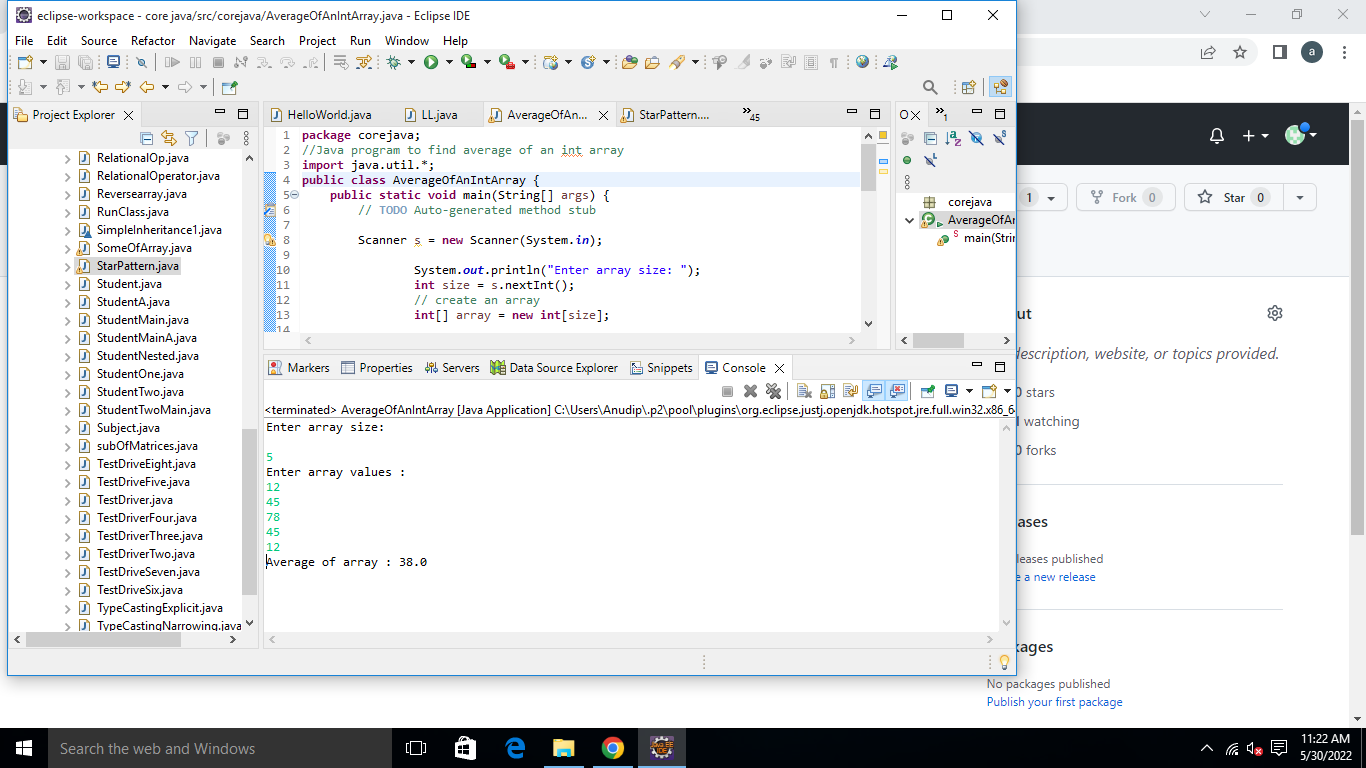 eclipse-workspace - core java/src/corejava/AverageOfAnIntArray.java - Eclipse IDE
File Edit Source Refactor Navigate Search Project Run Window Help
Project Explorer
RelationalOp.java
RelationalOperator.java
Reversearray.java
RunClass.java
SimpleInheritance1.java
SomeOfArray.java
StarPattern.java
Student.java
StudentA.java
StudentMain.java
StudentMainA.java
StudentNested.java
StudentOne.java
StudentTwo.java
StudentTwoMain.java
Subject.java
subOfMatrices.java
TestDriveEight.java
TestDriveFive.java
TestDriver.java
TestDriverFour.java
TestDriverThree.java
TestDriverTwo.java
TestDriveSeven.java
TestDriveSix.java
TypeCastingExplicit.java
TypeCastingNarrowing.java
HelloWorld.java LL.java AverageOfAn... StarPattern.... »45
1 package corejava;
2 //Java program to find average of an int array
3 import java.util.*;
4 public class AverageOfAnIntArray {
5 public static void main(String[] args) {
6 // TODO Auto-generated method stub
7
8 Scanner s = new Scanner(System.in);
9
10 System.out.println("Enter array size: ");
11 int size = s.nextInt();
12 // create an array
13 int[] array = new int[size];
14
O »1
corejava
AverageOfAr
main(Strin
Markers Properties Servers Data Source Explorer Snippets Console
<terminated> AverageOfAnIntArray [Java Application] C:\Users\Anudip\.p2\pool\plugins\org.eclipse.justj.openjdk.hotspot.jre.full.win32.x86_64
Enter array size:
5
Enter array values :
12
45
78
45
12
Average of array : 38.0
a
1 Fork 0 Star 0
ut
description, website, or topics provided.
0 stars
1 watching
0 forks
ases
leases published
e a new release
kages
No packages published
Publish your first package
Search the web and Windows
11:22 AM
5/30/2022